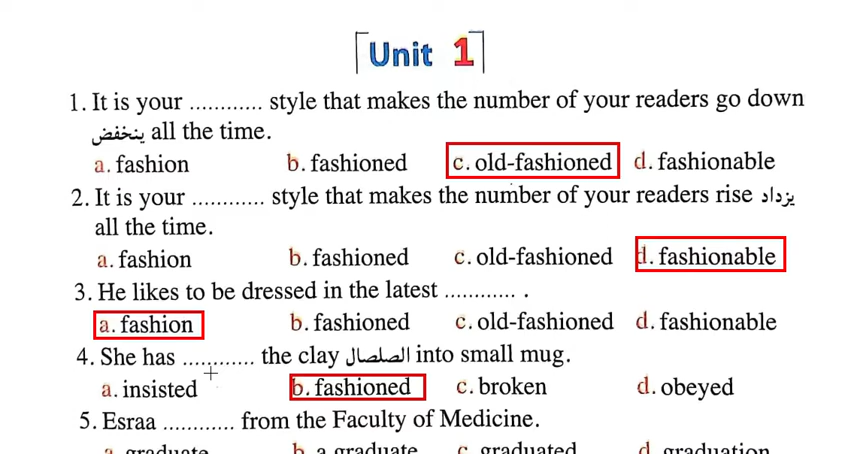 Unit 1
1. It is your ............ style that makes the number of your readers go down
ينخفض all the time.
a. fashion b. fashioned c. old-fashioned d. fashionable
2. It is your ............ style that makes the number of your readers rise يزداد
all the time.
a. fashion b. fashioned c. old-fashioned d. fashionable
3. He likes to be dressed in the latest ............ .
a. fashion b. fashioned c. old-fashioned d. fashionable
4. She has ............ the clay الصلصال into small mug.
a. insisted b. fashioned c. broken d. obeyed
5. Esraa ............ from the Faculty of Medicine.
a. graduate b. a graduate c. graduated d. graduation